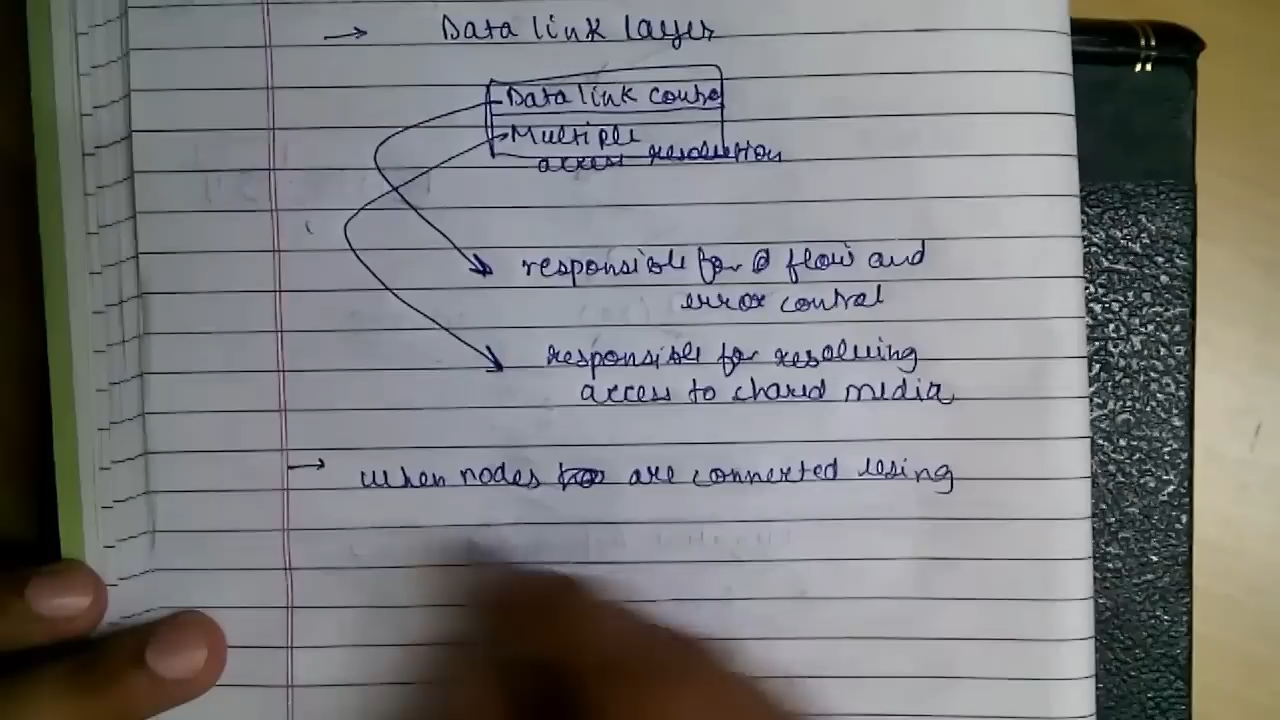 → Data link layer
Data link control
Multiple
access resolution
responsible for flow and
error control
responsible for resolving
access to shared media
→ when nodes are connected using